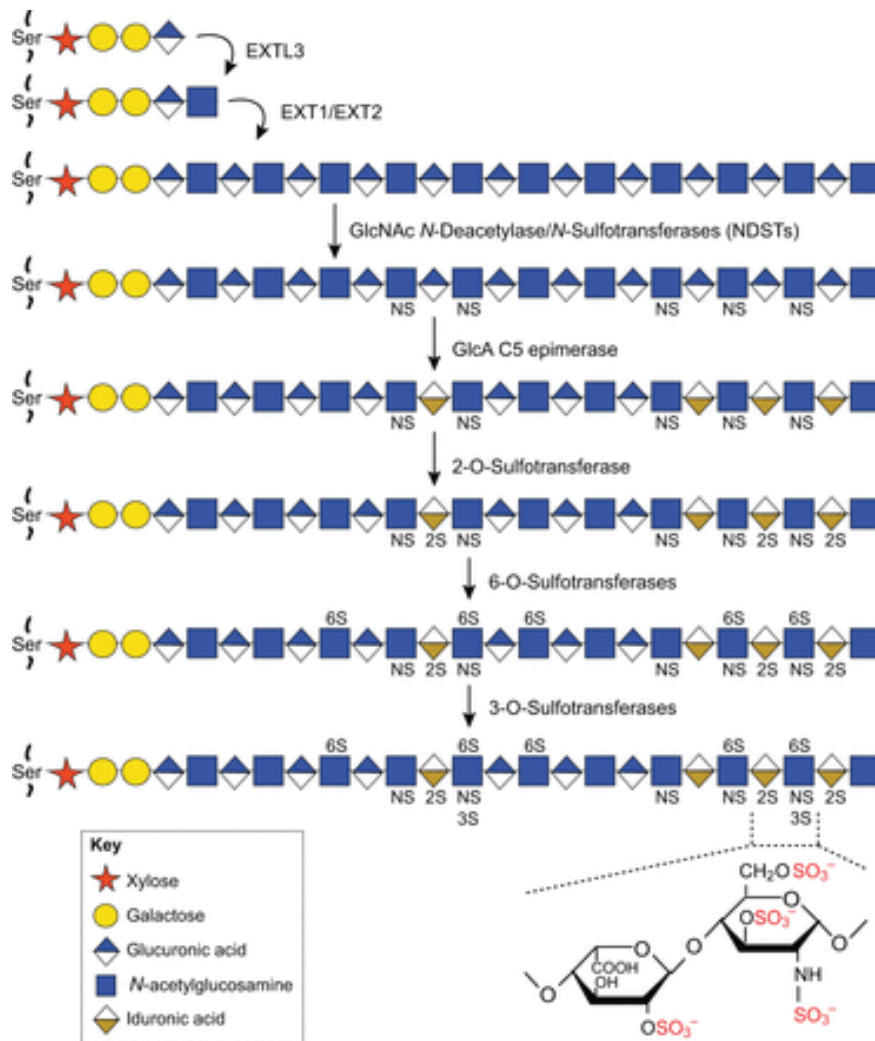 Ser EXTL3
Ser EXT1/EXT2
Ser
GlcNAc N-Deacetylase/N-Sulfotransferases (NDSTs)
Ser
NS NS NS NS NS
GlcA C5 epimerase
Ser
NS NS NS NS NS
2-O-Sulfotransferase
Ser
NS 2S NS NS NS 2S NS 2S
6-O-Sulfotransferases
6S 6S 6S 6S 6S
Ser
NS 2S NS NS NS 2S NS 2S
3-O-Sulfotransferases
6S 6S 6S 6S 6S
Ser
NS 2S NS NS NS 2S NS 2S
3S 3S
Key
Xylose
Galactose
Glucuronic acid
N-acetylglucosamine
Iduronic acid
CH₂OSO₃⁻
O
OSO₃⁻
O
O
COOH
OH
O
NH
O
OSO₃⁻
SO₃⁻